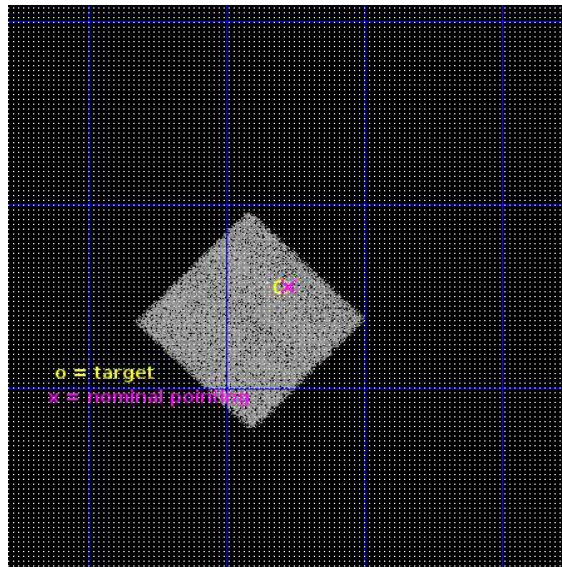 o = target
x = nominal pointing